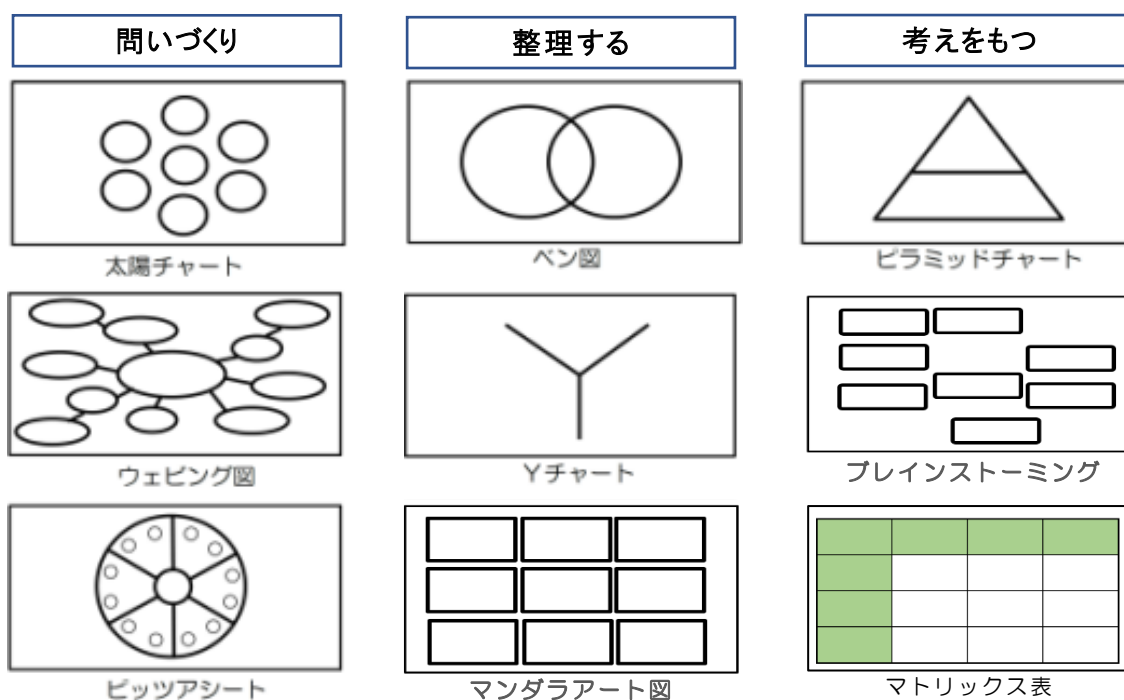 問いづくり
整理する
考えをもつ
太陽チャート
ベン図
ピラミッドチャート
ウェビング図
Yチャート
ブレインストーミング
ピッツアシート
マンダラアート図
マトリックス表